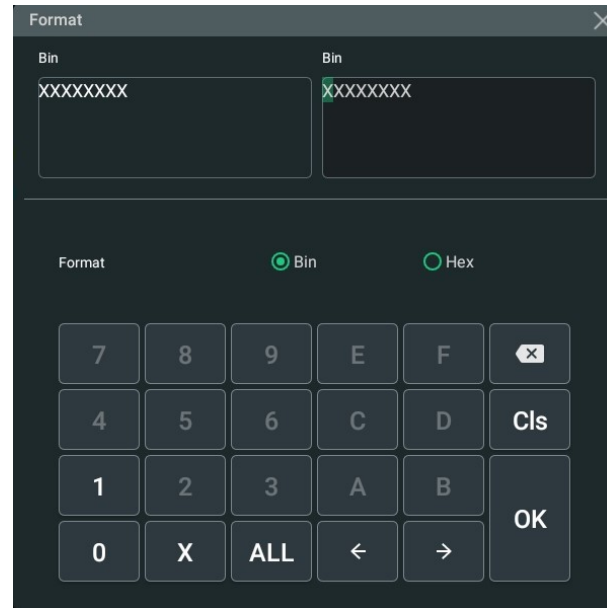 Format
Bin Bin
XXXXXXXX XXXXXXXX
Format Bin Hex
7 8 9 E F
4 5 6 C D Cls
1 2 3 A B
OK
0 X ALL ← →